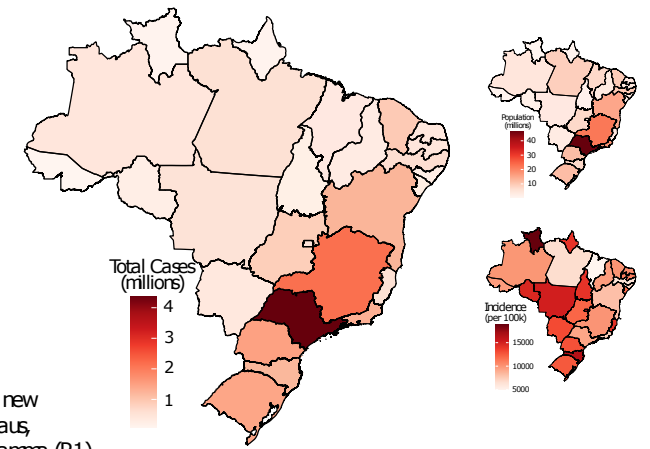 Total Cases
(millions)
4
3
2
1
Population
(millions)
40
30
20
10
Incidence
(per 100k)
15000
10000
5000
new
aus,
(P.1)